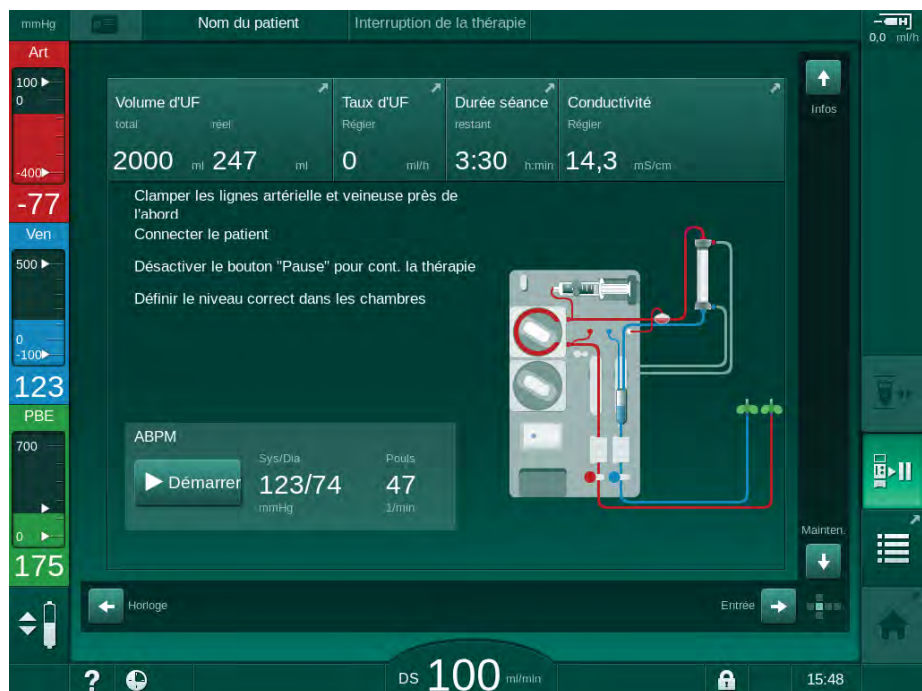 mmHg
Nom du patient
Interruption de la thérapie
0,0 ml/h
Art
100
0
-400
-77
Ven
500
0
-100
123
PBE
700
0
175
Volume d'UF
total réel
2000 ml 247 ml
Taux d'UF
Régler
0 ml/h
Durée séance
restant
3:30 h:min
Conductivité
Régler
14,3 mS/cm
Infos
Clamper les lignes artérielle et veineuse près de
l'abord
Connecter le patient
Désactiver le bouton "Pause" pour cont. la thérapie
Définir le niveau correct dans les chambres
ABPM
Démarrer
Sys/Dia
123/74
mmHg
Pouls
47
1/min
Mainten.
Horloge
Entrée
?
DS 100 ml/min
15:48